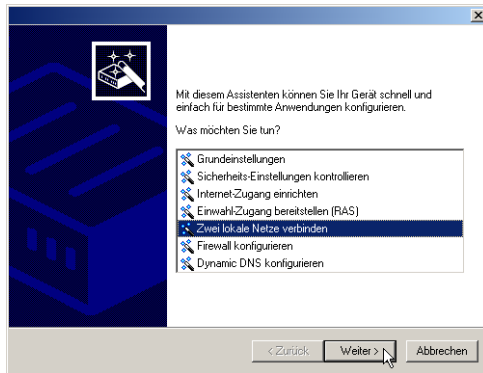 Mit diesem Assistenten können Sie Ihr Gerät schnell und
einfach für bestimmte Anwendungen konfigurieren.
Was möchten Sie tun?
Grundeinstellungen
Sicherheits-Einstellungen kontrollieren
Internet-Zugang einrichten
Einwahl-Zugang bereitstellen (RAS)
Zwei lokale Netze verbinden
Firewall konfigurieren
Dynamic DNS konfigurieren
< Zurück Weiter > Abbrechen